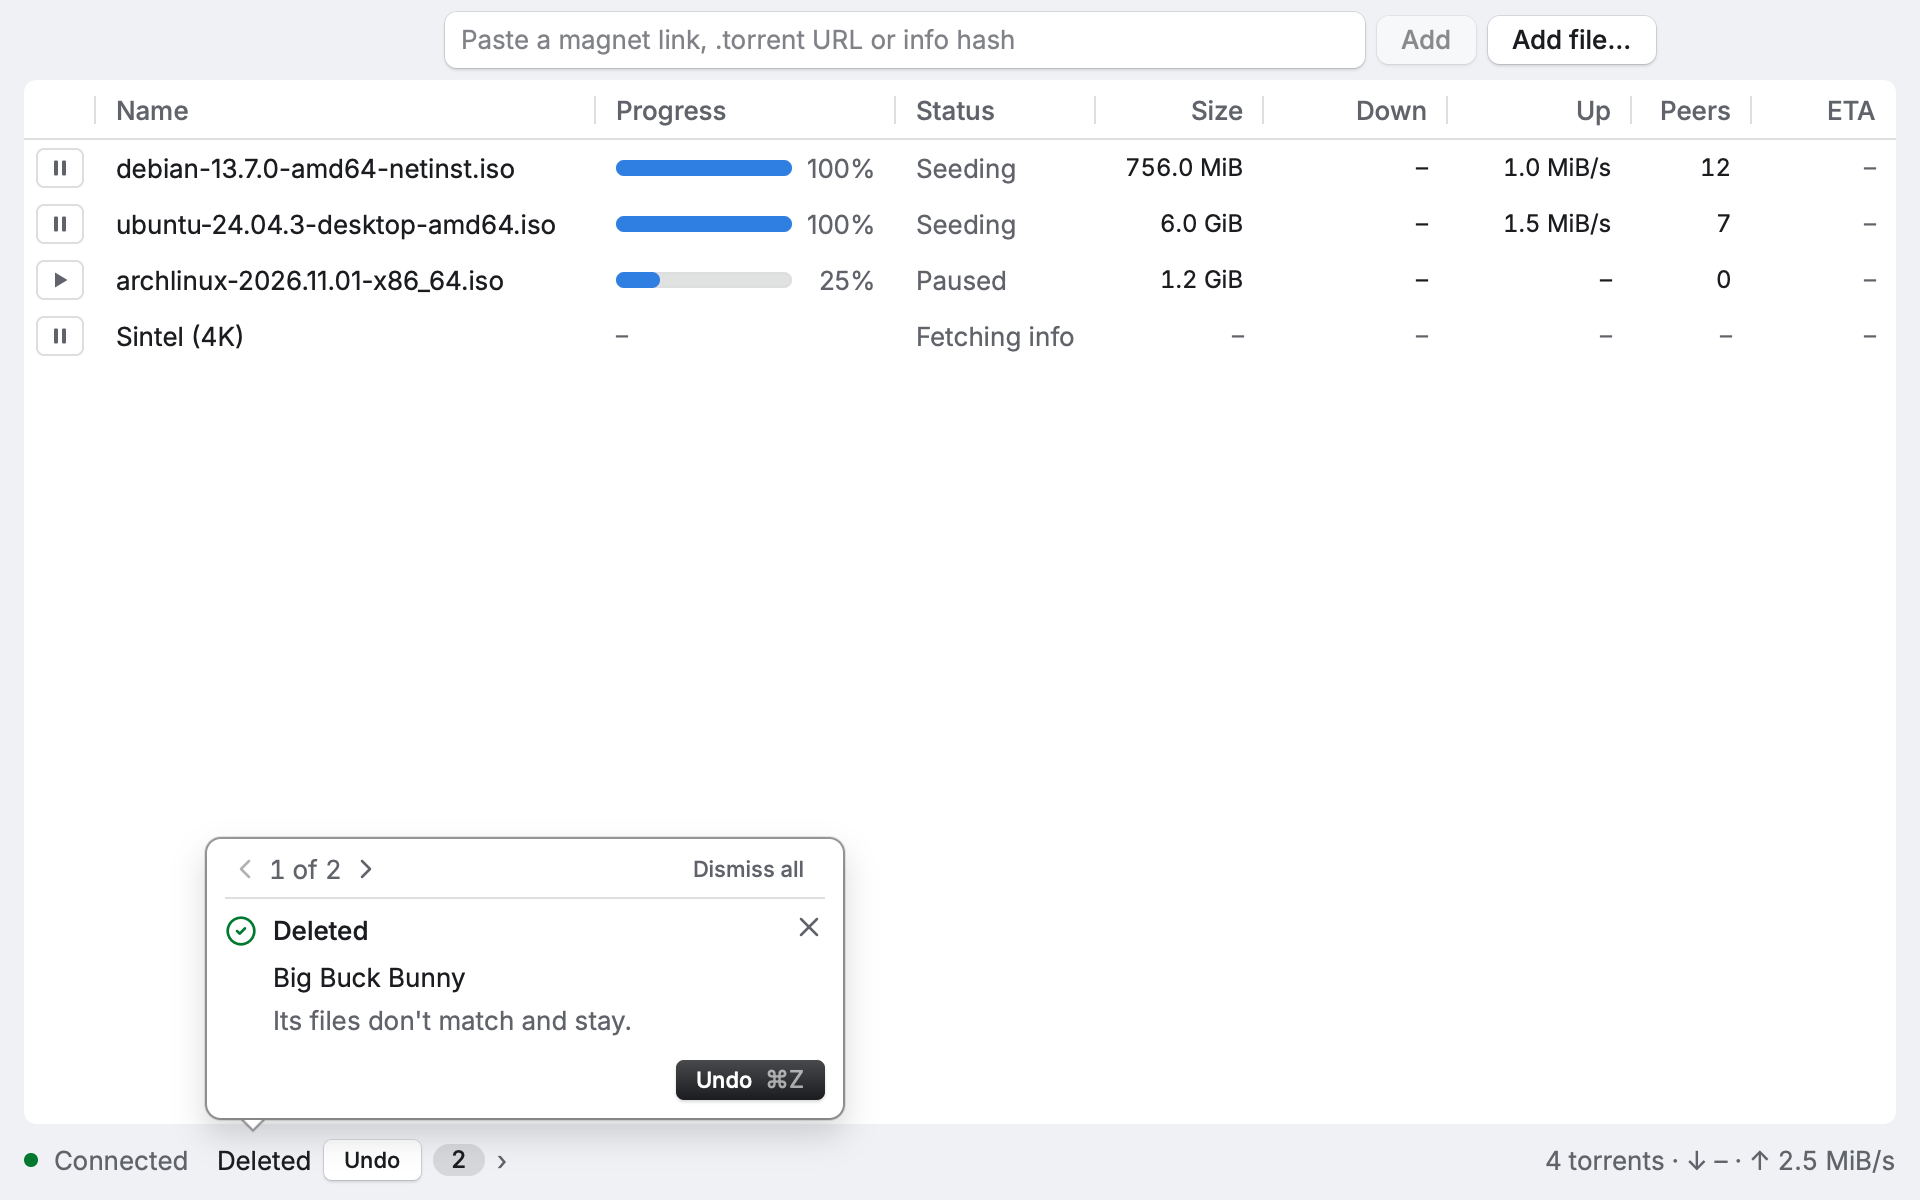 Paste a magnet link, .torrent URL or info hash Add Add file...
Name Progress Status Size Down Up Peers ETA
debian-13.7.0-amd64-netinst.iso 100% Seeding 756.0 MiB – 1.0 MiB/s 12 –
ubuntu-24.04.3-desktop-amd64.iso 100% Seeding 6.0 GiB – 1.5 MiB/s 7 –
archlinux-2026.11.01-x86_64.iso 25% Paused 1.2 GiB – – 0 –
Sintel (4K) – Fetching info – – – – –
1 of 2 Dismiss all
Deleted
Big Buck Bunny
Its files don't match and stay.
Undo ⌘Z
Connected Deleted Undo 2 › 4 torrents · ↓ – · ↑ 2.5 MiB/s